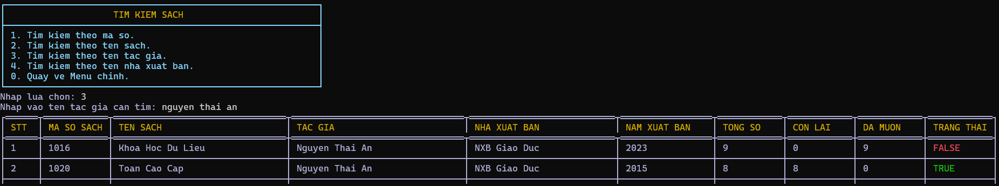 TIM KIEM SACH
1. Tim kiem theo ma so.
2. Tim kiem theo ten sach.
3. Tim kiem theo ten tac gia.
4. Tim kiem theo ten nha xuat ban.
0. Quay ve Menu chinh.
Nhap lua chon: 3
Nhap vao ten tac gia can tim: nguyen thai an
STT MA SO SACH TEN SACH TAC GIA NHA XUAT BAN NAM XUAT BAN TONG SO CON LAI DA MUON TRANG THAI
1 1016 Khoa Hoc Du Lieu Nguyen Thai An NXB Giao Duc 2023 9 0 9 FALSE
2 1020 Toan Cao Cap Nguyen Thai An NXB Giao Duc 2015 8 8 0 TRUE